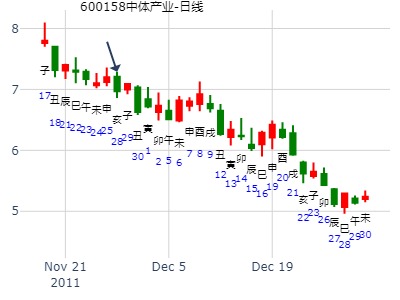 600158中体产业-日线
8
7
6
5
子 丑 辰 巳 午 未 申 亥 子 丑 寅 卯 午 未 申 酉 戌 丑 寅 卯 辰 巳 申 酉 戌 亥 子 卯 辰 巳 午 未
17 18 21 22 23 24 25 28 29 30 1 2 5 6 7 8 9 12 13 14 15 16 19 20 21 22 23 26 27 28 29 30
Nov 21 Dec 5 Dec 19
2011